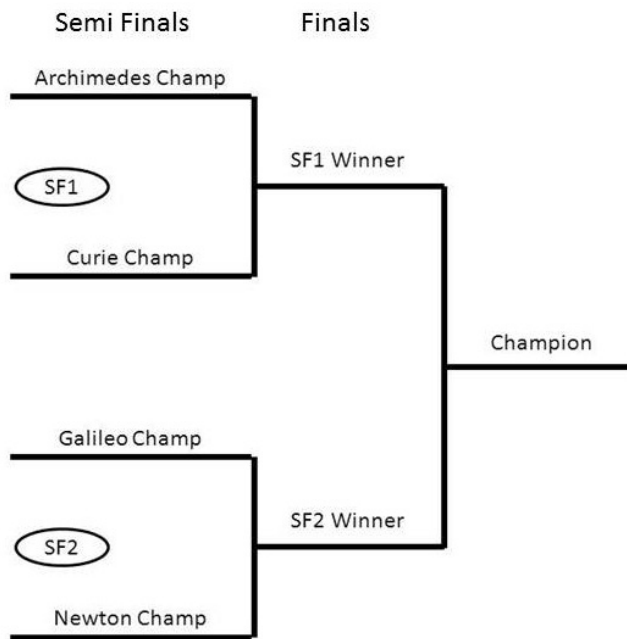 Semi Finals
Finals
Archimedes Champ
SF1 Winner
SF1
Curie Champ
Champion
Galileo Champ
SF2 Winner
SF2
Newton Champ